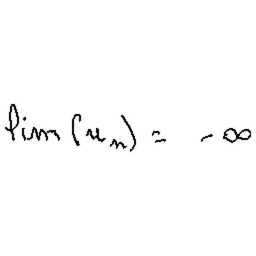 lim (u_n) = -∞